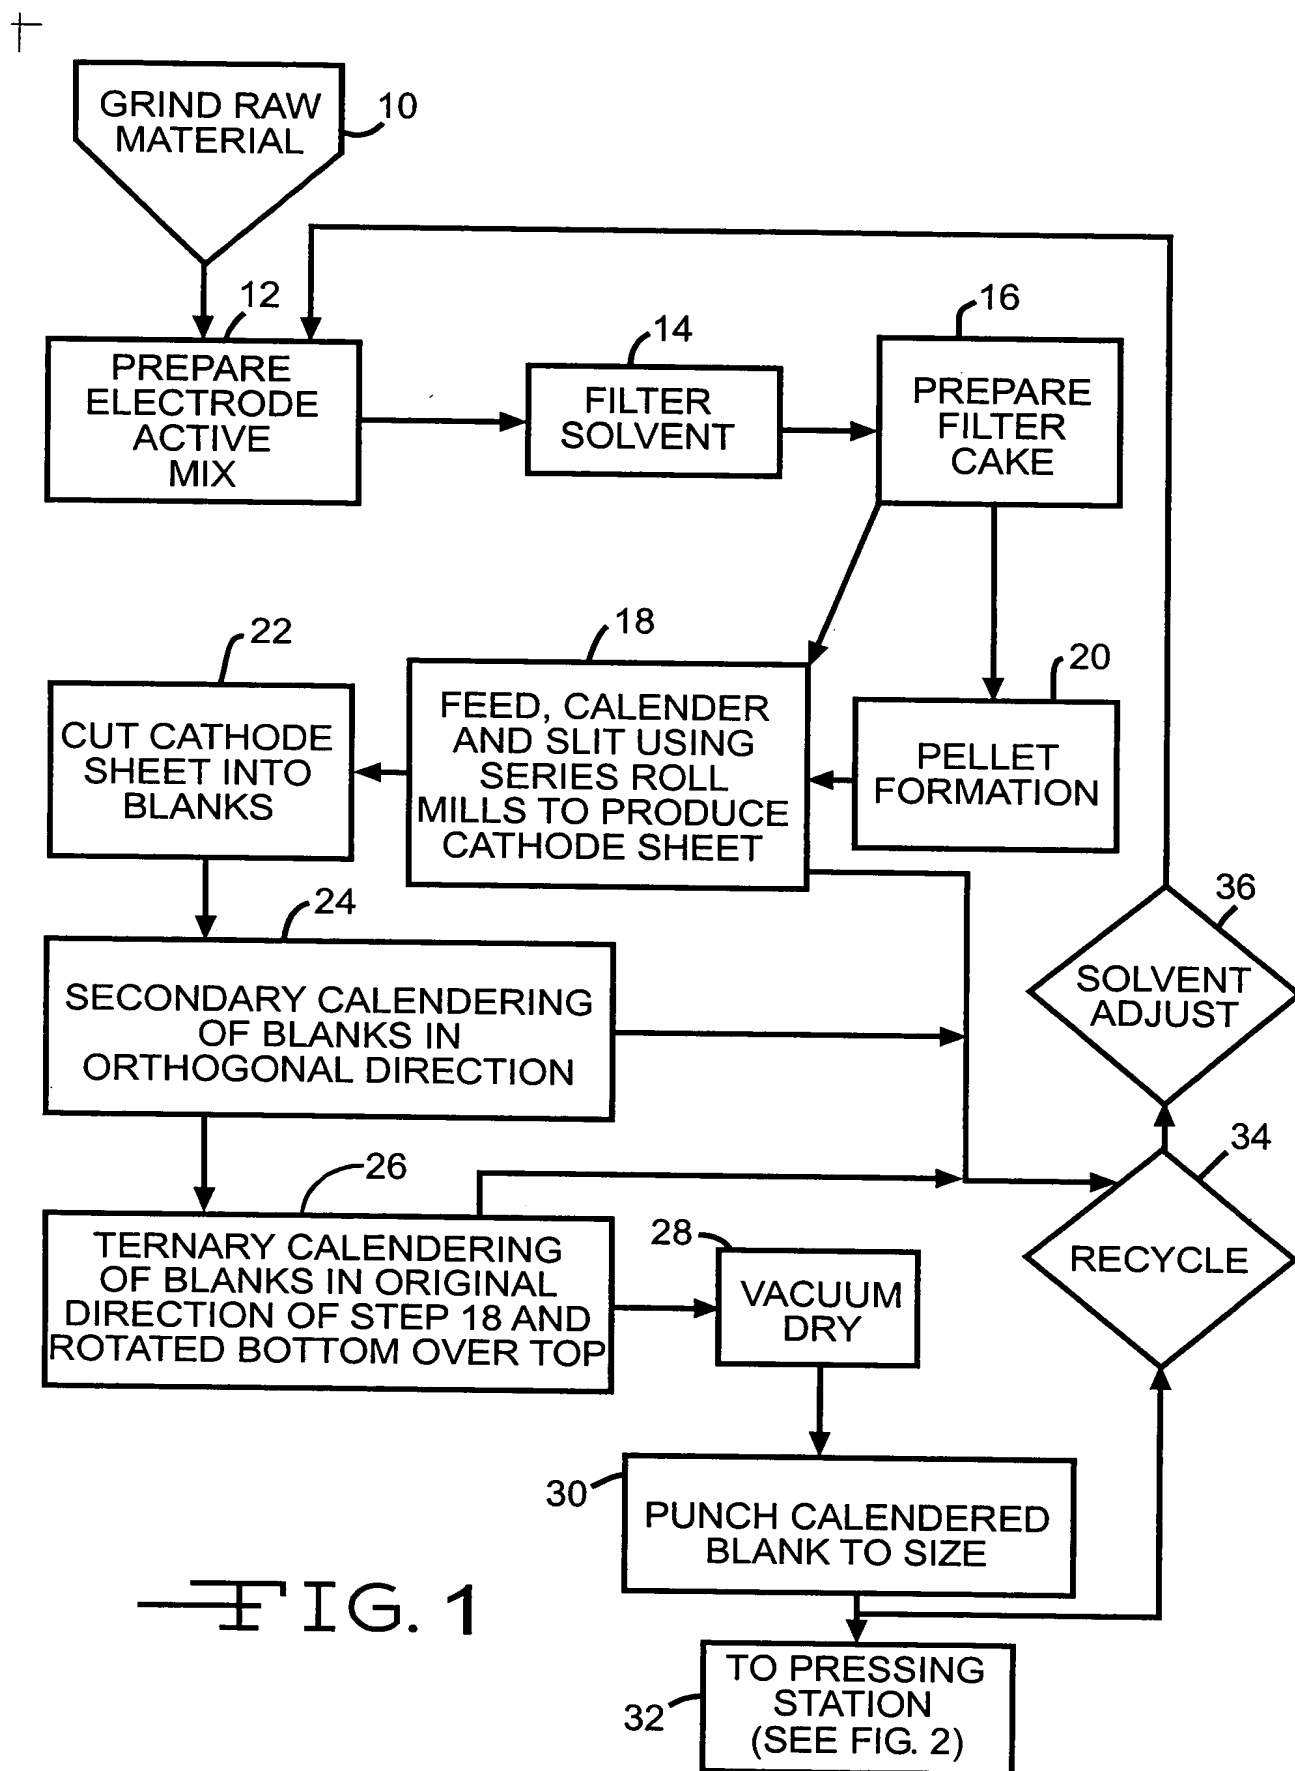 GRIND RAW
MATERIAL
10
12
PREPARE
ELECTRODE
ACTIVE
MIX
14
FILTER
SOLVENT
16
PREPARE
FILTER
CAKE
18
FEED, CALENDER
AND SLIT USING
SERIES ROLL
MILLS TO PRODUCE
CATHODE SHEET
20
PELLET
FORMATION
22
CUT CATHODE
SHEET INTO
BLANKS
24
SECONDARY CALENDERING
OF BLANKS IN
ORTHOGONAL DIRECTION
26
TERNARY CALENDERING
OF BLANKS IN ORIGINAL
DIRECTION OF STEP 18 AND
ROTATED BOTTOM OVER TOP
28
VACUUM
DRY
30
PUNCH CALENDERED
BLANK TO SIZE
32
TO PRESSING
STATION
(SEE FIG. 2)
34
RECYCLE
36
SOLVENT
ADJUST
FIG. 1